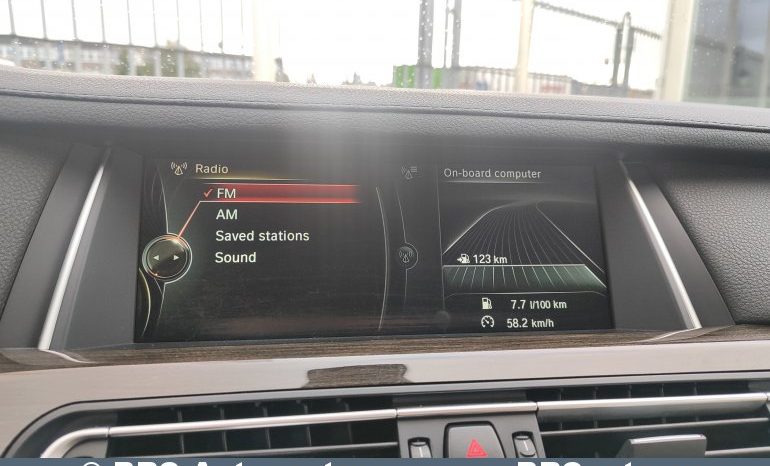 Radio
✓ FM
AM
Saved stations
Sound
On-board computer
123 km
7.7 l/100 km
58.2 km/h